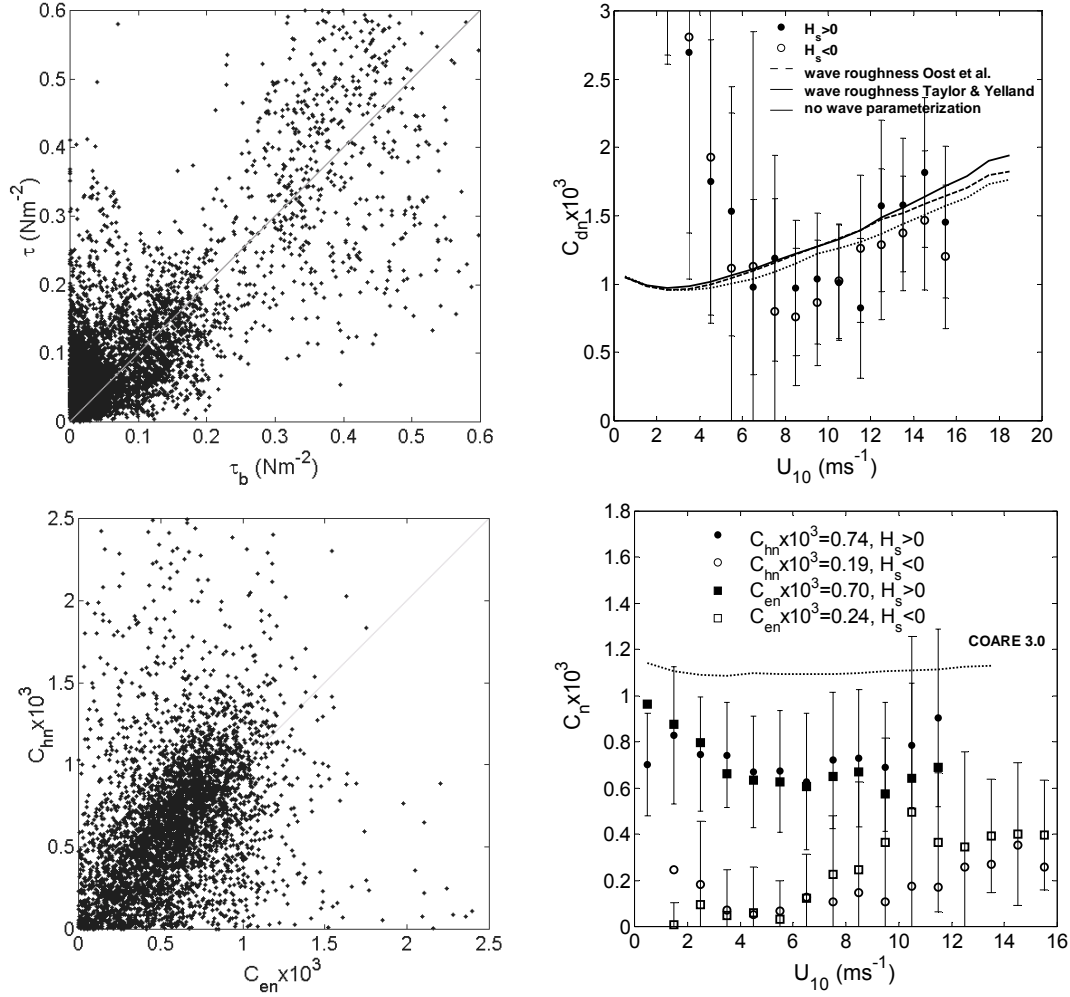 0.6
0.5
0.4
0.3
0.2
0.1
0
τ (Nm⁻²)
0 0.1 0.2 0.3 0.4 0.5 0.6
τ_b (Nm⁻²)
3
2.5
2
1.5
1
0.5
0
C_dn x10³
H_s>0
H_s<0
wave roughness Oost et al.
wave roughness Taylor & Yelland
no wave parameterization
0 2 4 6 8 10 12 14 16 18 20
U₁₀ (ms⁻¹)
2.5
2
1.5
1
0.5
0
C_hn x10³
0 0.5 1 1.5 2 2.5
C_en x10³
1.8
1.6
1.4
1.2
1
0.8
0.6
0.4
0.2
0
C_n x10³
C_hn x10³=0.74, H_s>0
C_hn x10³=0.19, H_s<0
C_en x10³=0.70, H_s>0
C_en x10³=0.24, H_s<0
COARE 3.0
0 2 4 6 8 10 12 14 16
U₁₀ (ms⁻¹)